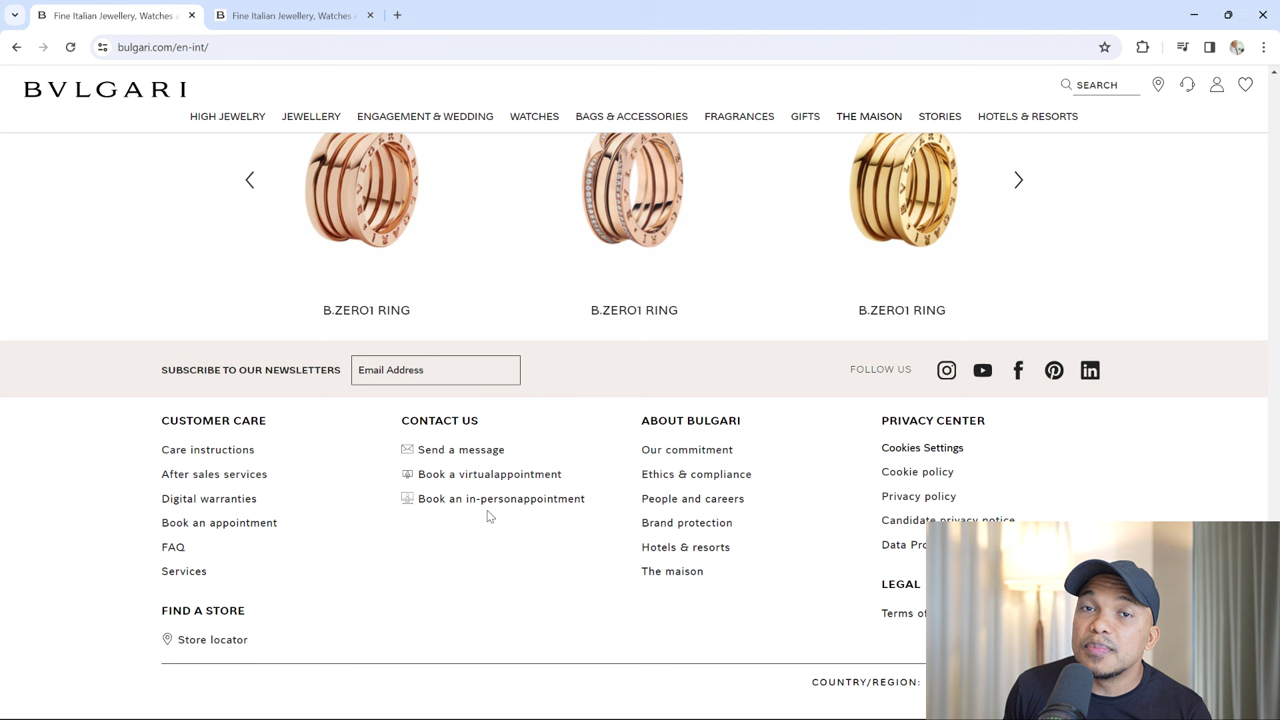 Fine Italian Jewellery, Watches
Fine Italian Jewellery, Watches
bulgari.com/en-int/
BVLGARI
SEARCH
HIGH JEWELRY
JEWELLERY
ENGAGEMENT & WEDDING
WATCHES
BAGS & ACCESSORIES
FRAGRANCES
GIFTS
THE MAISON
STORIES
HOTELS & RESORTS
B.ZERO1 RING
B.ZERO1 RING
B.ZERO1 RING
SUBSCRIBE TO OUR NEWSLETTERS
Email Address
FOLLOW US
CUSTOMER CARE
Care instructions
After sales services
Digital warranties
Book an appointment
FAQ
Services
FIND A STORE
Store locator
CONTACT US
Send a message
Book a virtualappointment
Book an in-personappointment
ABOUT BULGARI
Our commitment
Ethics & compliance
People and careers
Brand protection
Hotels & resorts
The maison
PRIVACY CENTER
Cookies Settings
Cookie policy
Privacy policy
Candidate privacy notice
Data
LEGAL
Terms
COUNTRY/REGION: